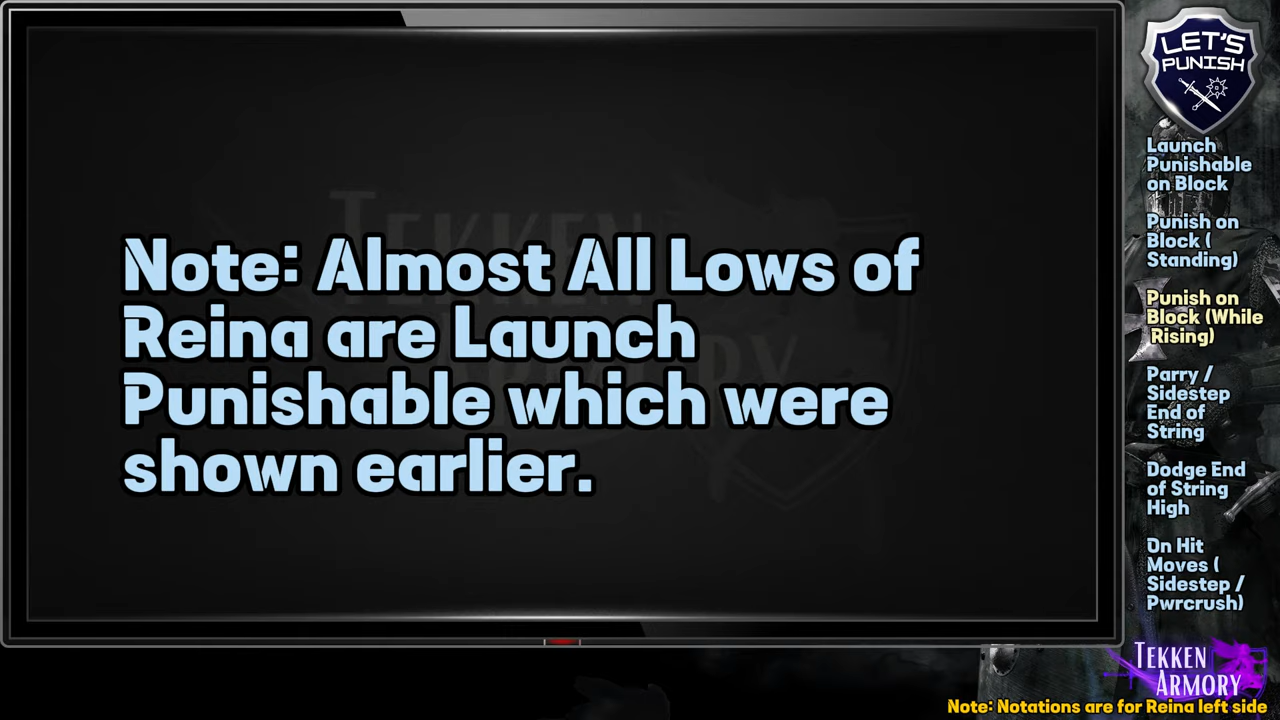 Note: Almost All Lows of
Reina are Launch
Punishable which were
shown earlier.
LET'S
PUNISH
Launch
Punishable
on Block
Punish on
Block (
Standing)
Punish on
Block (While
Rising)
Parry /
Sidestep
End of
String
Dodge End
of String
High
On Hit
Moves (
Sidestep /
Pwrcrush)
TEKKEN
ARMORY
Note: Notations are for Reina left side